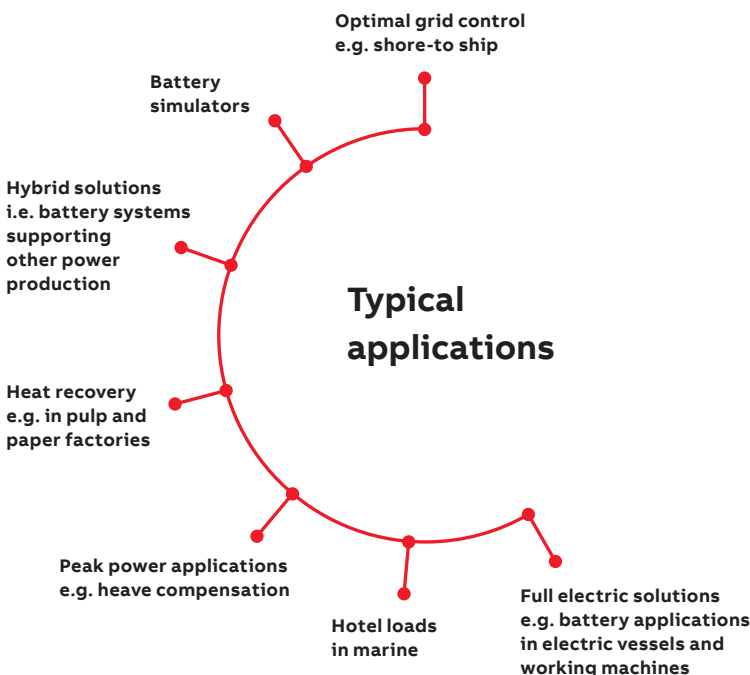 Optimal grid control
e.g. shore-to ship
Battery
simulators
Hybrid solutions
i.e. battery systems
supporting
other power
production
Typical
applications
Heat recovery
e.g. in pulp and
paper factories
Peak power applications
e.g. heave compensation
Hotel loads
in marine
Full electric solutions
e.g. battery applications
in electric vessels and
working machines